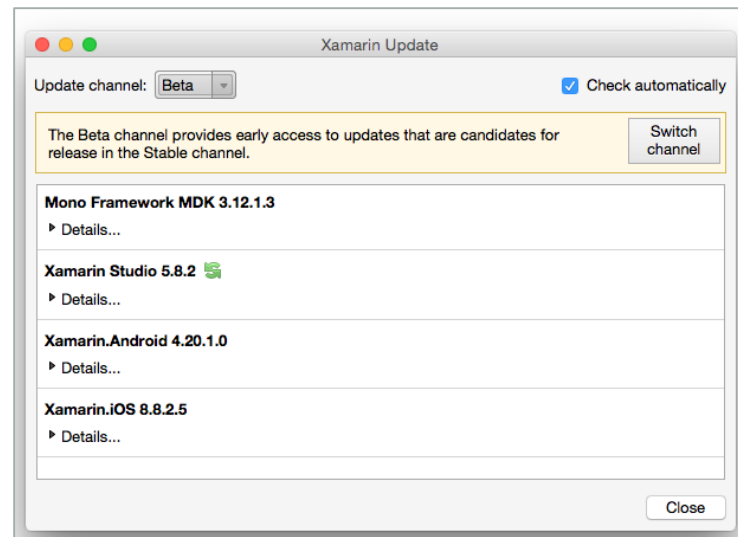 Xamarin Update
Update channel: Beta Check automatically
The Beta channel provides early access to updates that are candidates for
release in the Stable channel.
Switch
channel
Mono Framework MDK 3.12.1.3
Details...
Xamarin Studio 5.8.2
Details...
Xamarin.Android 4.20.1.0
Details...
Xamarin.iOS 8.8.2.5
Details...
Close